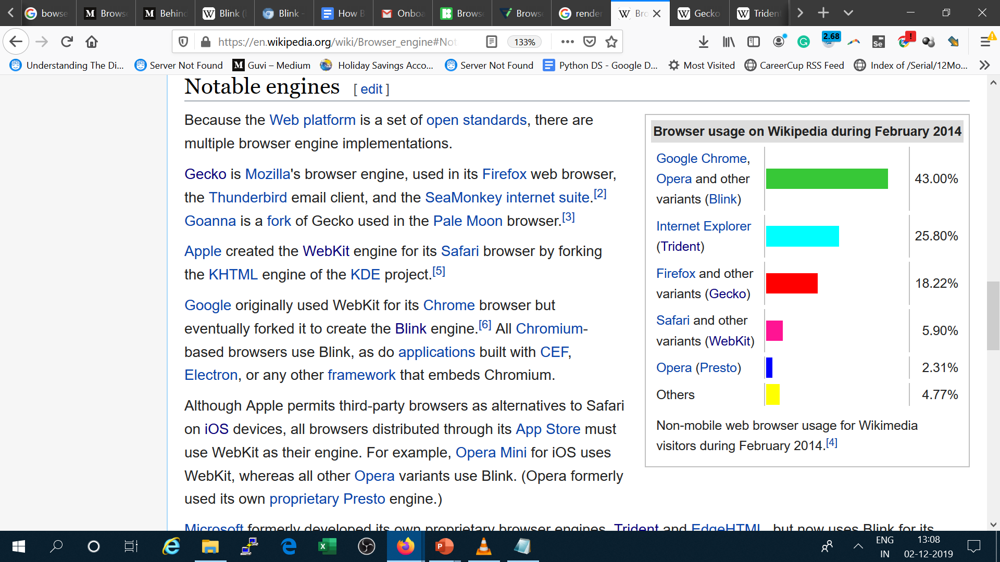 bowse
Brows
Behind
Blink (
Blink -
How B
Onboa
Browse
Browse
render
Bro
Gecko
Trident
https://en.wikipedia.org/wiki/Browser_engine#Not
133%
2.68
Se
!
Understanding The Di...
Server Not Found
Guvi – Medium
Holiday Savings Acco...
Server Not Found
Python DS - Google D...
Most Visited
CareerCup RSS Feed
Index of /Serial/12Mo...
Notable engines [ edit ]
Because the Web platform is a set of open standards, there are
multiple browser engine implementations.
Gecko is Mozilla's browser engine, used in its Firefox web browser,
the Thunderbird email client, and the SeaMonkey internet suite.[2]
Goanna is a fork of Gecko used in the Pale Moon browser.[3]
Apple created the WebKit engine for its Safari browser by forking
the KHTML engine of the KDE project.[5]
Google originally used WebKit for its Chrome browser but
eventually forked it to create the Blink engine.[6] All Chromium-
based browsers use Blink, as do applications built with CEF,
Electron, or any other framework that embeds Chromium.
Although Apple permits third-party browsers as alternatives to Safari
on iOS devices, all browsers distributed through its App Store must
use WebKit as their engine. For example, Opera Mini for iOS uses
WebKit, whereas all other Opera variants use Blink. (Opera formerly
used its own proprietary Presto engine.)
Microsoft formerly developed its own proprietary browser engines, Trident and EdgeHTML, but now uses Blink for its
Browser usage on Wikipedia during February 2014
Google Chrome,
Opera and other
variants (Blink)
43.00%
Internet Explorer
(Trident)
25.80%
Firefox and other
variants (Gecko)
18.22%
Safari and other
variants (WebKit)
5.90%
Opera (Presto)
2.31%
Others
4.77%
Non-mobile web browser usage for Wikimedia
visitors during February 2014.[4]
ENG
IN
13:08
02-12-2019